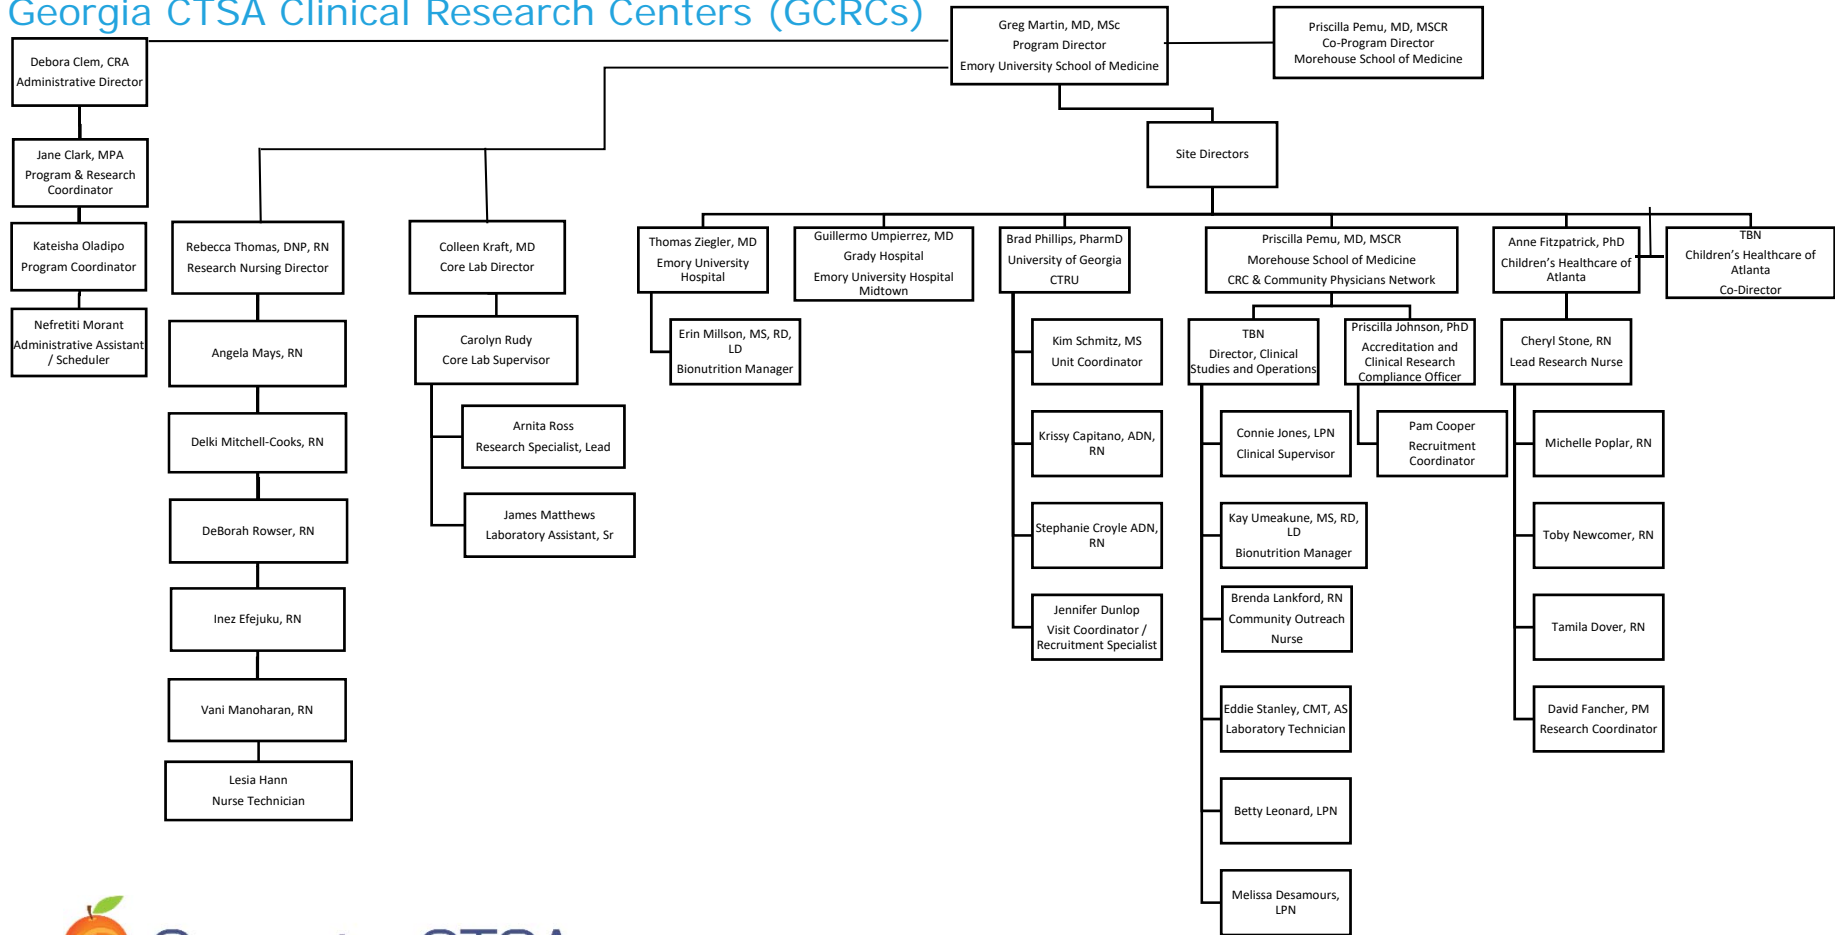 Georgia CTSA Clinical Research Centers (GCRCs)
Greg Martin, MD, MSc
Program Director
Emory University School of Medicine
Priscilla Pemu, MD, MSCR
Co-Program Director
Morehouse School of Medicine
Debora Clem, CRA
Administrative Director
Jane Clark, MPA
Program & Research
Coordinator
Kateisha Oladipo
Program Coordinator
Nefretiti Morant
Administrative Assistant
/ Scheduler
Rebecca Thomas, DNP, RN
Research Nursing Director
Angela Mays, RN
Delki Mitchell-Cooks, RN
DeBorah Rowser, RN
Inez Efejuku, RN
Vani Manoharan, RN
Lesia Hann
Nurse Technician
Colleen Kraft, MD
Core Lab Director
Carolyn Rudy
Core Lab Supervisor
Arnita Ross
Research Specialist, Lead
James Matthews
Laboratory Assistant, Sr
Site Directors
Thomas Ziegler, MD
Emory University
Hospital
Erin Millson, MS, RD,
LD
Bionutrition Manager
Guillermo Umpierrez, MD
Grady Hospital
Emory University Hospital
Midtown
Brad Phillips, PharmD
University of Georgia
CTRU
Kim Schmitz, MS
Unit Coordinator
Krissy Capitano, ADN,
RN
Stephanie Croyle ADN,
RN
Jennifer Dunlop
Visit Coordinator /
Recruitment Specialist
Priscilla Pemu, MD, MSCR
Morehouse School of Medicine
CRC & Community Physicians Network
TBN
Director, Clinical
Studies and Operations
Connie Jones, LPN
Clinical Supervisor
Kay Umeakune, MS, RD,
LD
Bionutrition Manager
Brenda Lankford, RN
Community Outreach
Nurse
Eddie Stanley, CMT, AS
Laboratory Technician
Betty Leonard, LPN
Melissa Desamours,
LPN
Priscilla Johnson, PhD
Accreditation and
Clinical Research
Compliance Officer
Pam Cooper
Recruitment
Coordinator
Anne Fitzpatrick, PhD
Children's Healthcare of
Atlanta
Cheryl Stone, RN
Lead Research Nurse
Michelle Poplar, RN
Toby Newcomer, RN
Tamila Dover, RN
David Fancher, PM
Research Coordinator
TBN
Children's Healthcare of
Atlanta
Co-Director